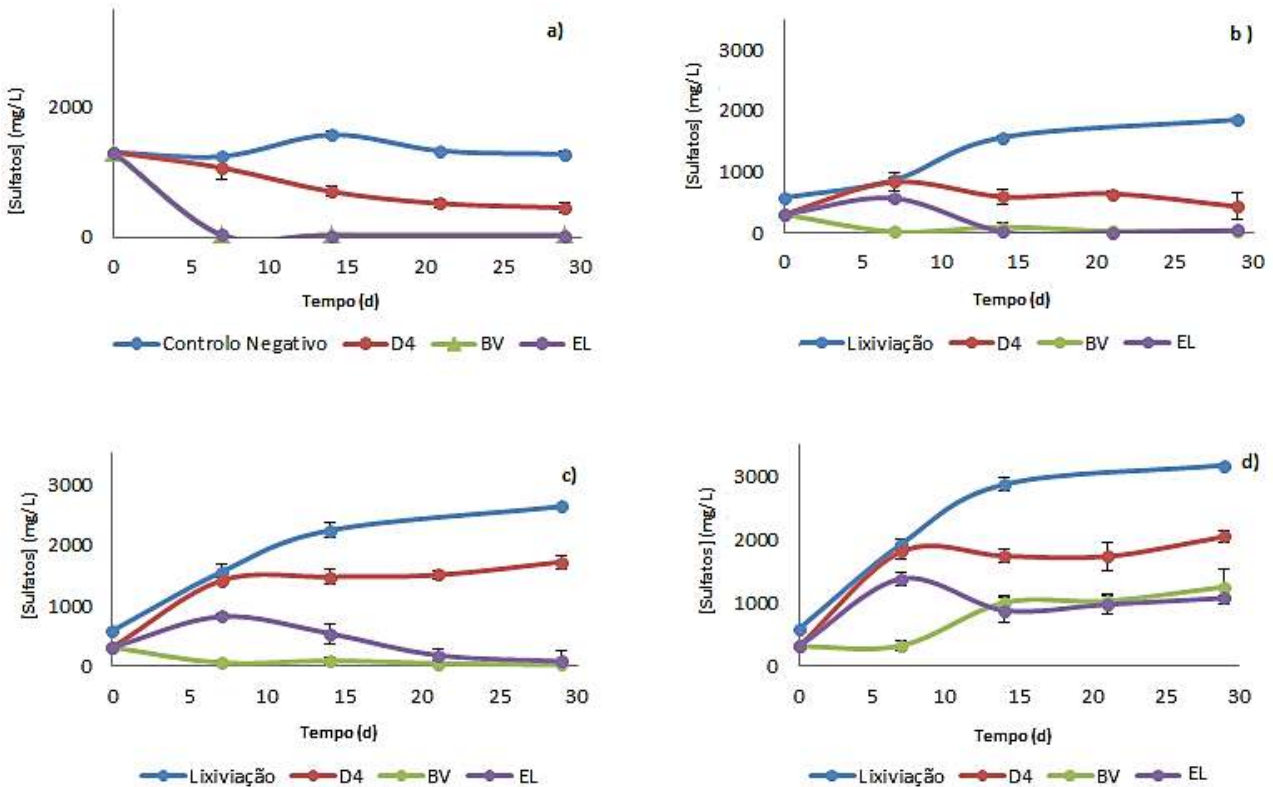 a)
[Sulfatos] (mg/L)
2000
0
0 5 10 15 20 25 30
Tempo (d)
Controlo Negativo D4 BV EL
b )
[Sulfatos] (mg/L)
3000
2000
1000
0
0 5 10 15 20 25 30
Tempo (d)
Lixiviação D4 BV EL
c)
[Sulfatos] (mg/L)
3000
2000
1000
0
0 5 10 15 20 25 30
Tempo (d)
Lixiviação D4 BV EL
d)
[Sulfatos] (mg/L)
3000
2000
1000
0
0 5 10 15 20 25 30
Tempo (d)
Lixiviação D4 BV EL